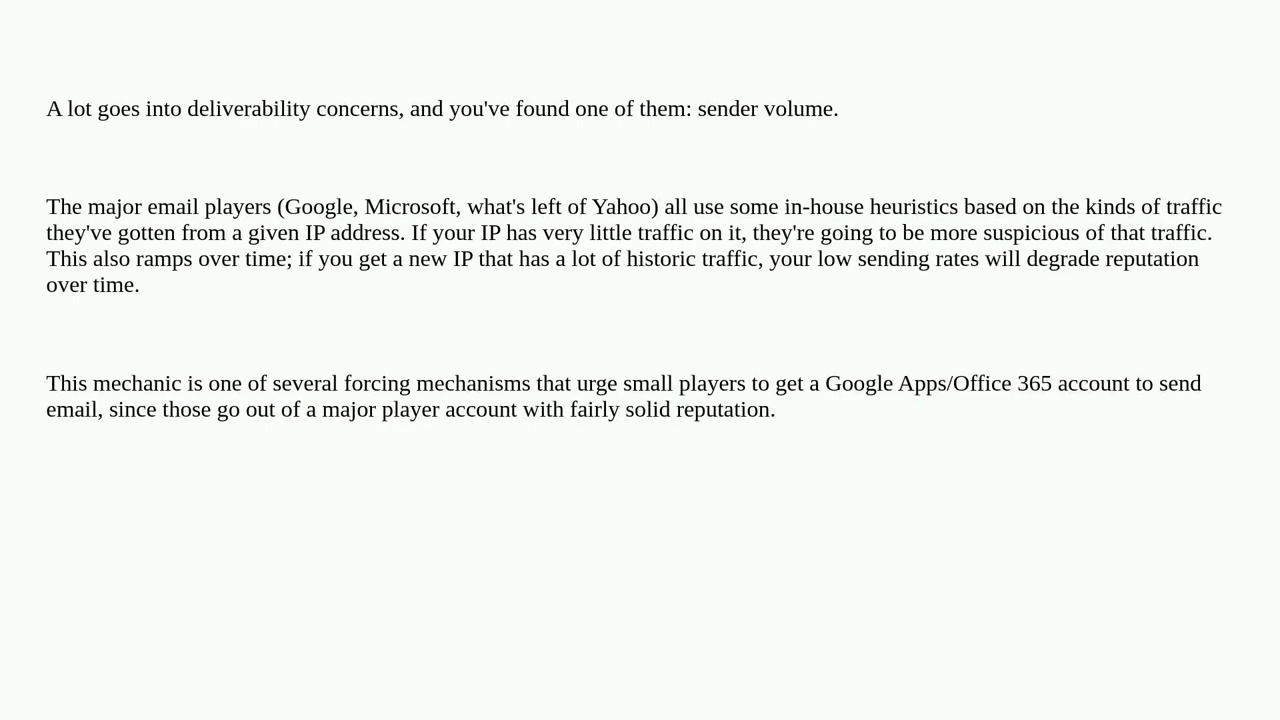 A lot goes into deliverability concerns, and you've found one of them: sender volume.
The major email players (Google, Microsoft, what's left of Yahoo) all use some in-house heuristics based on the kinds of traffic
they've gotten from a given IP address. If your IP has very little traffic on it, they're going to be more suspicious of that traffic.
This also ramps over time; if you get a new IP that has a lot of historic traffic, your low sending rates will degrade reputation
over time.
This mechanic is one of several forcing mechanisms that urge small players to get a Google Apps/Office 365 account to send
email, since those go out of a major player account with fairly solid reputation.